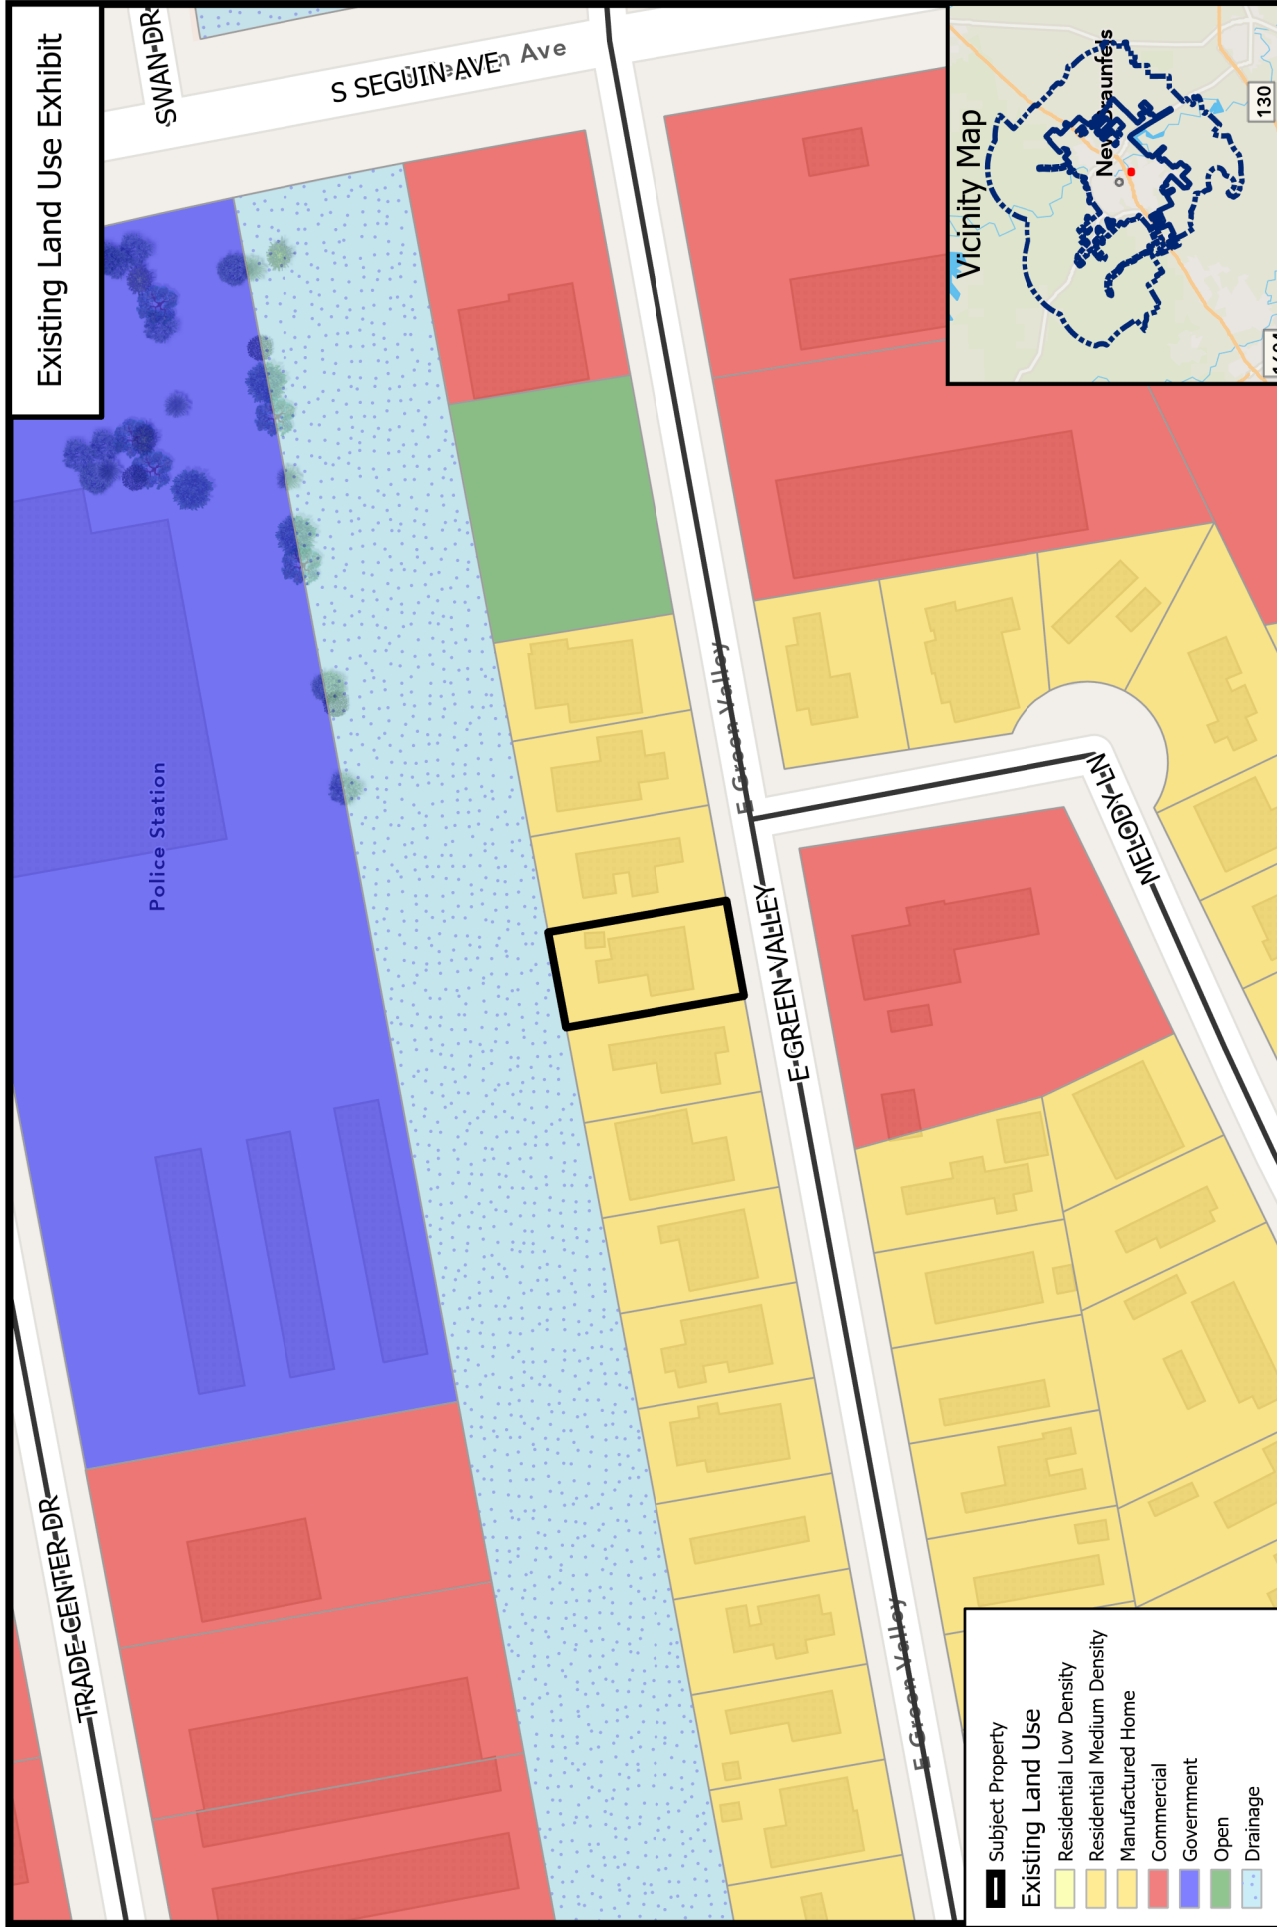 Existing Land Use Exhibit
SWAN-DR
S SEGUIN-AVE
n Ave
Vicinity Map
New Braunfels
130
Police Station
E Green Valley
E-GREEN-VALLEY
MELODY-LN
TRADE-CENTER-DR
E Green Valley
Subject Property
Existing Land Use
Residential Low Density
Residential Medium Density
Manufactured Home
Commercial
Government
Open
Drainage